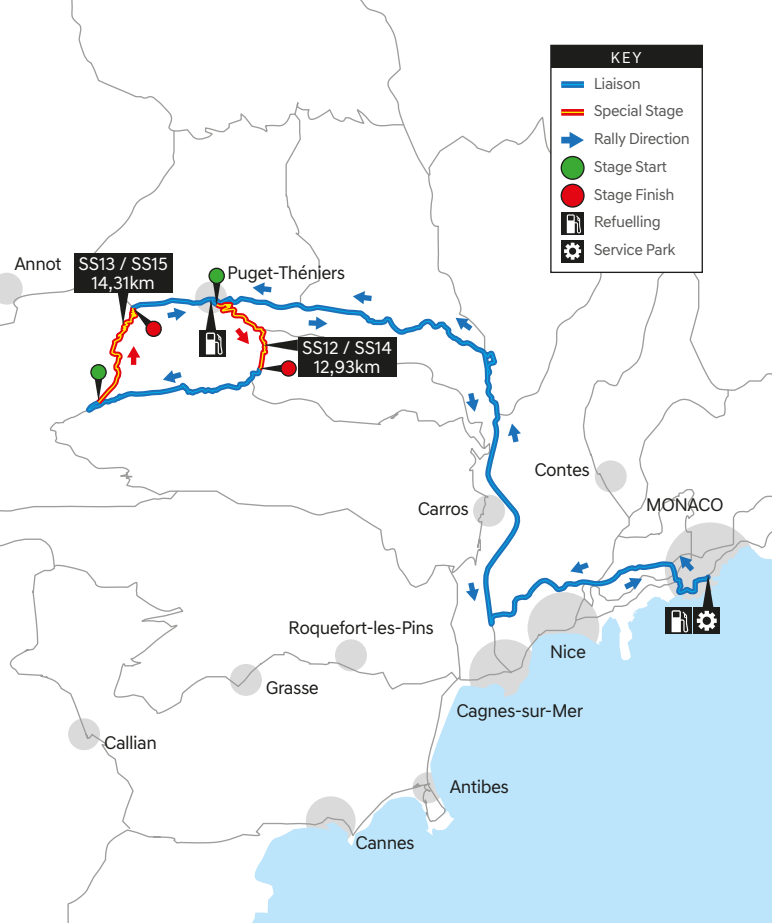 KEY
Liaison
Special Stage
Rally Direction
Stage Start
Stage Finish
Refuelling
Service Park
Annot
SS13 / SS15
14,31km
Puget-Théniers
SS12 / SS14
12,93km
Contes
MONACO
Carros
Roquefort-les-Pins
Nice
Grasse
Cagnes-sur-Mer
Callian
Antibes
Cannes